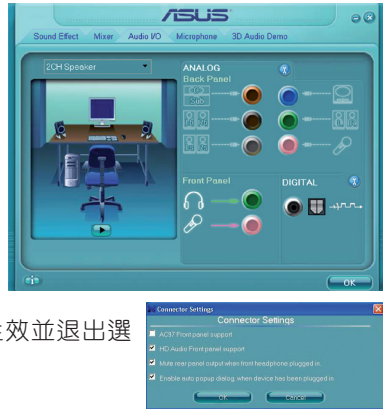 ASUS
Sound Effect Mixer Audio I/O Microphone 3D Audio Demo
2CH Speaker
ANALOG
Back Panel
Sub
Front Panel
DIGITAL
OK
效並退出選
Connector Settings
Connector Settings
AC97 Front panel support
HD Audio Front panel support
Mute rear panel output when front headphone plugged in.
Enable auto popup dialog, when device has been plugged in
OK Cancel